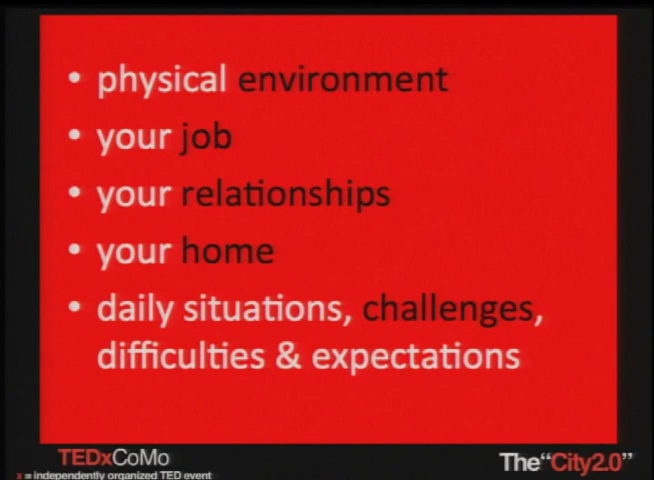 • physical environment
• your job
• your relationships
• your home
• daily situations, challenges,
difficulties & expectations
TEDxCoMo
x = independently organized TED event
The“City2.0”